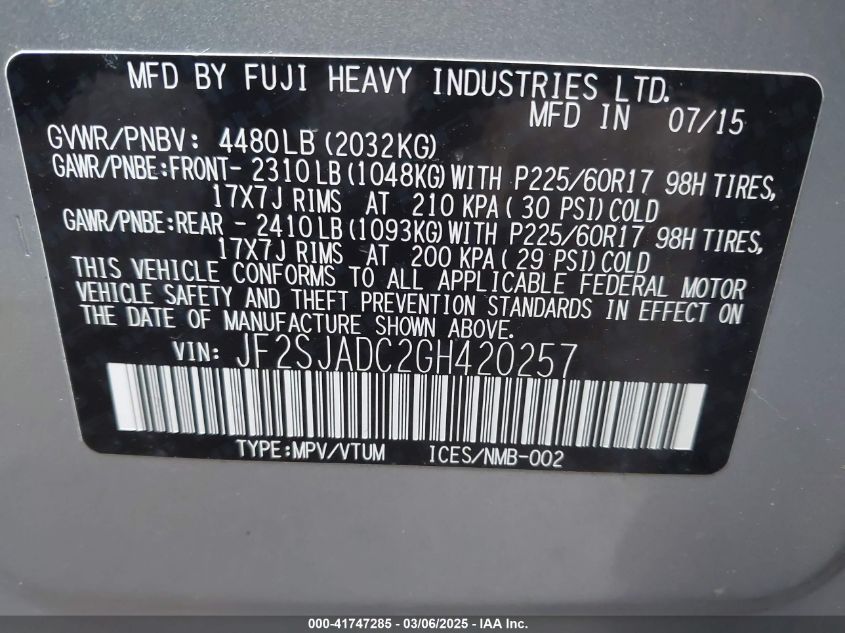 MFD BY FUJI HEAVY INDUSTRIES LTD.
MFD IN 07/15
GVWR/PNBV: 4480LB (2032KG)
GAWR/PNBE:FRONT- 2310LB (1048KG) WITH P225/60R17 98H TIRES,
17X7J RIMS AT 210 KPA ( 30 PSI) COLD
GAWR/PNBE:REAR - 2410LB (1093KG) WITH P225/60R17 98H TIRES,
17X7J RIMS AT 200 KPA ( 29 PSI) COLD
THIS VEHICLE CONFORMS TO ALL APPLICABLE FEDERAL MOTOR
VEHICLE SAFETY AND THEFT PREVENTION STANDARDS IN EFFECT ON
THE DATE OF MANUFACTURE SHOWN ABOVE.
VIN: JF2SJADC2GH420257
TYPE:MPV/VTUM ICES/NMB-002
000-41747285 - 03/06/2025 - IAA, Inc.